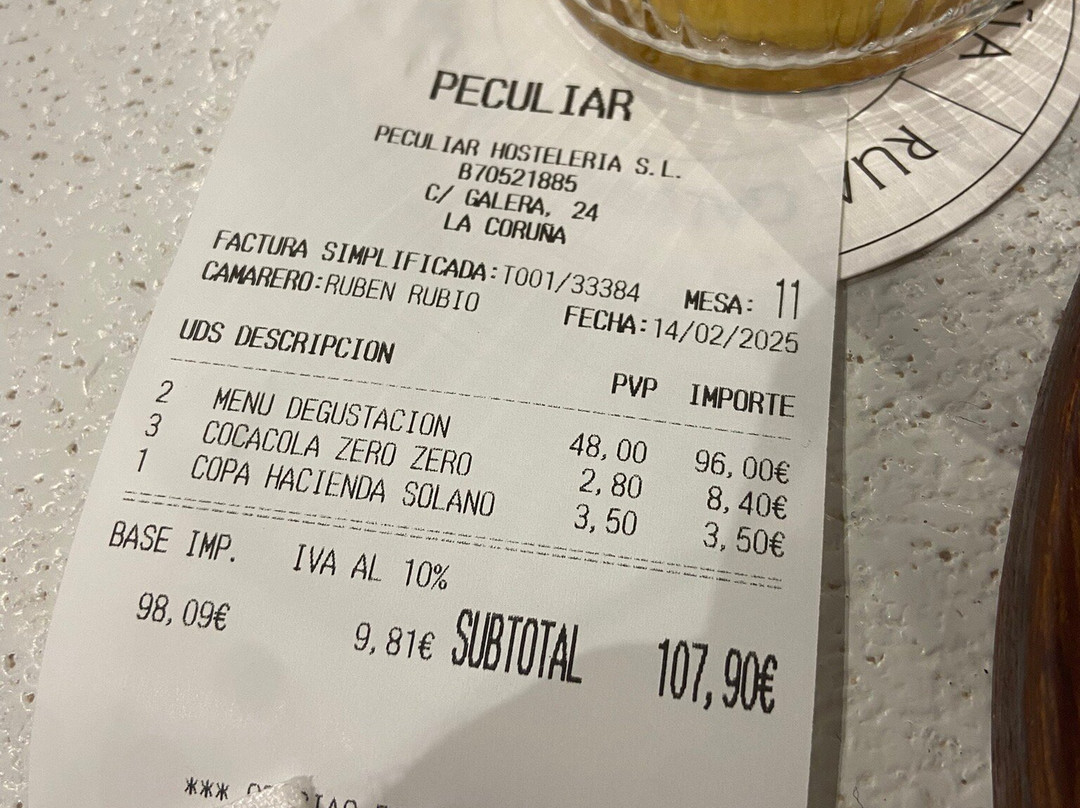 PECULIAR
PECULIAR HOSTELERIA S.L.
B70521885
C/ GALERA, 24
LA CORUÑA
FACTURA SIMPLIFICADA:T001/33384 MESA: 11
CAMARERO:RUBEN RUBIO FECHA:14/02/2025
UDS DESCRIPCION PVP IMPORTE
2 MENU DEGUSTACION 48,00 96,00€
3 COCACOLA ZERO ZERO 2,80 8,40€
1 COPA HACIENDA SOLANO 3,50 3,50€
BASE IMP. IVA AL 10%
98,09€ 9,81€ SUBTOTAL 107,90€
***